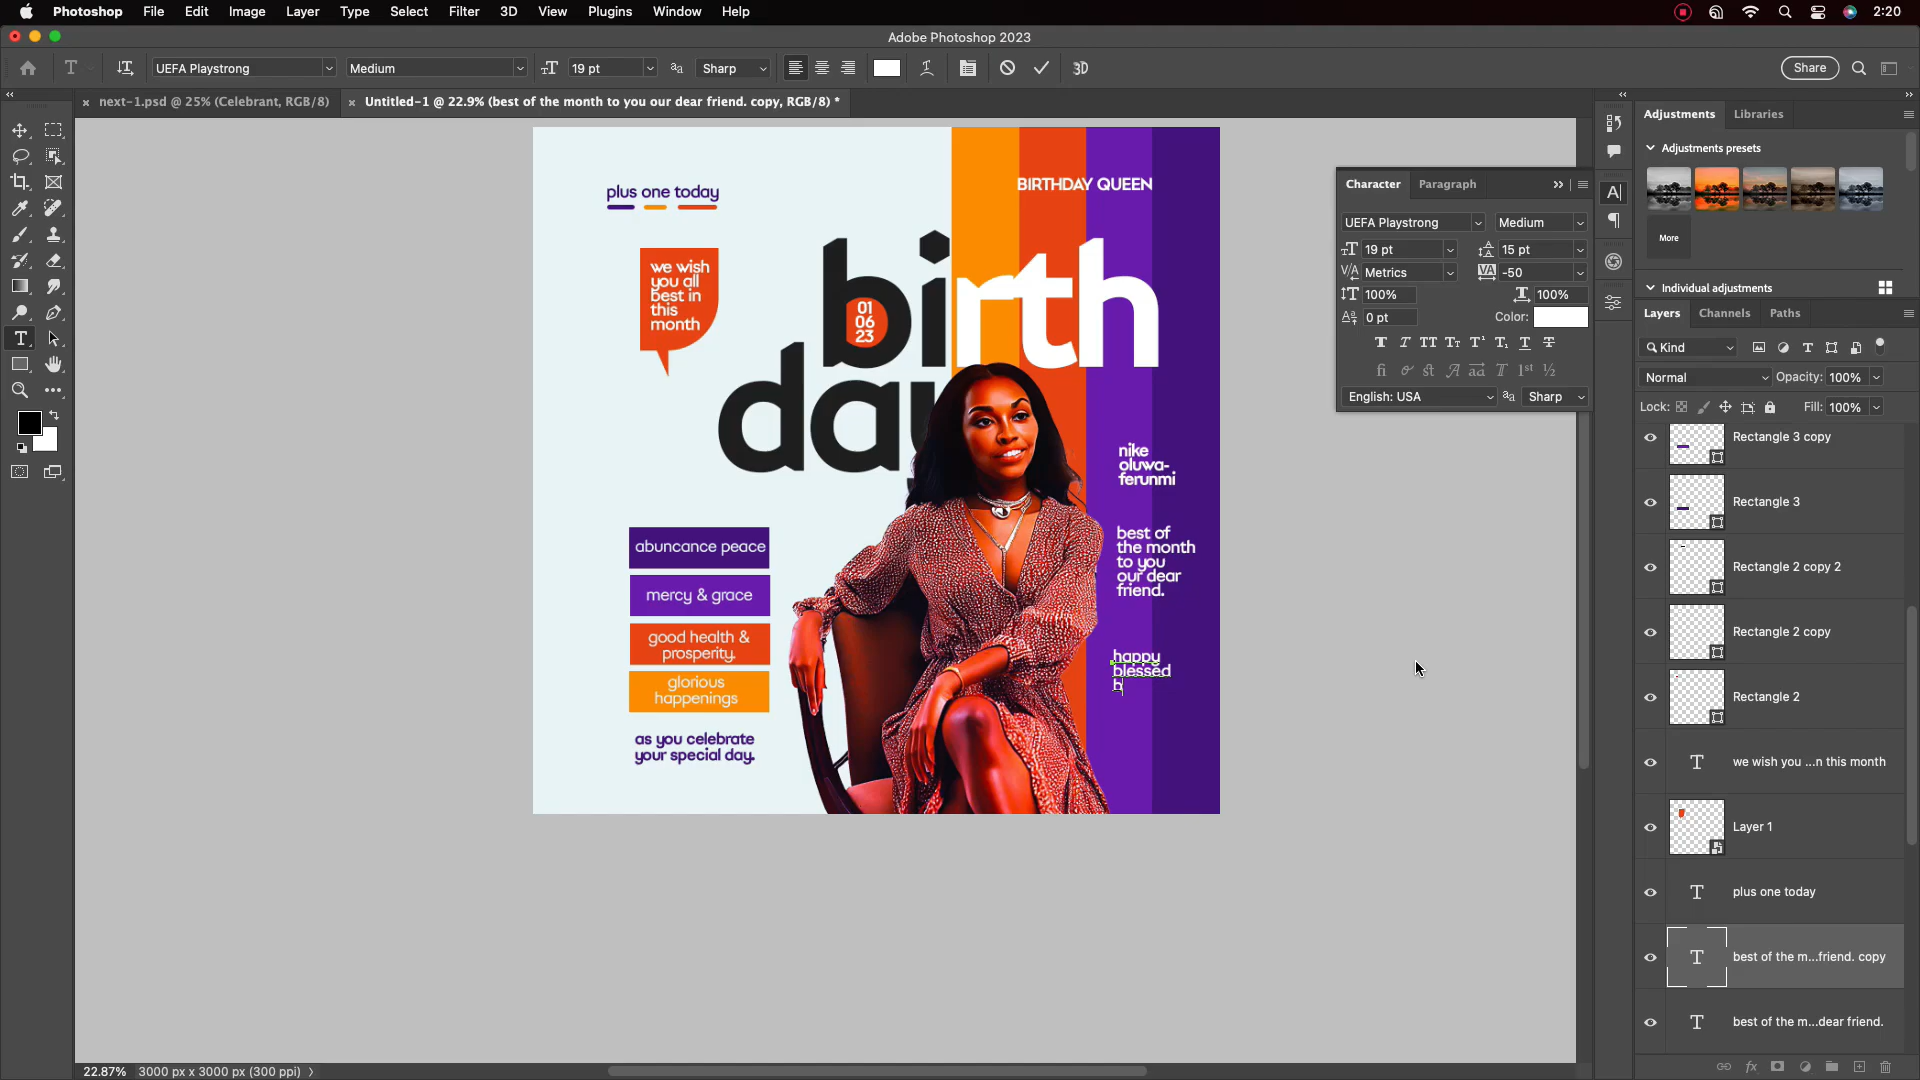 Photoshop File Edit Image Layer Type Select Filter 3D View Plugins Window Help 2:20
Adobe Photoshop 2023
UEFA Playstrong Medium 19 pt Sharp 3D Share
next-1.psd @ 25% (Celebrant, RGB/8) Untitled-1 @ 22.9% (best of the month to you our dear friend. copy, RGB/8) *
plus one today
BIRTHDAY QUEEN
we wish
you all
best in
this
month
birth
day
01
06
23
nike
oluwa-
ferunmi
best of
the month
to you
our dear
friend.
happy
blessed
b
abuncance peace
mercy & grace
good health &
prosperity.
glorious
happenings
as you celebrate
your special day.
Character Paragraph
UEFA Playstrong Medium
19 pt 15 pt
Metrics -50
100% 100%
0 pt Color:
English: USA Sharp
Adjustments Libraries
Adjustments presets
More
Individual adjustments
Layers Channels Paths
Kind
Normal Opacity: 100%
Lock: Fill: 100%
Rectangle 3 copy
Rectangle 3
Rectangle 2 copy 2
Rectangle 2 copy
Rectangle 2
we wish you ...n this month
Layer 1
plus one today
best of the m...friend. copy
best of the m...dear friend.
22.87% 3000 px x 3000 px (300 ppi)